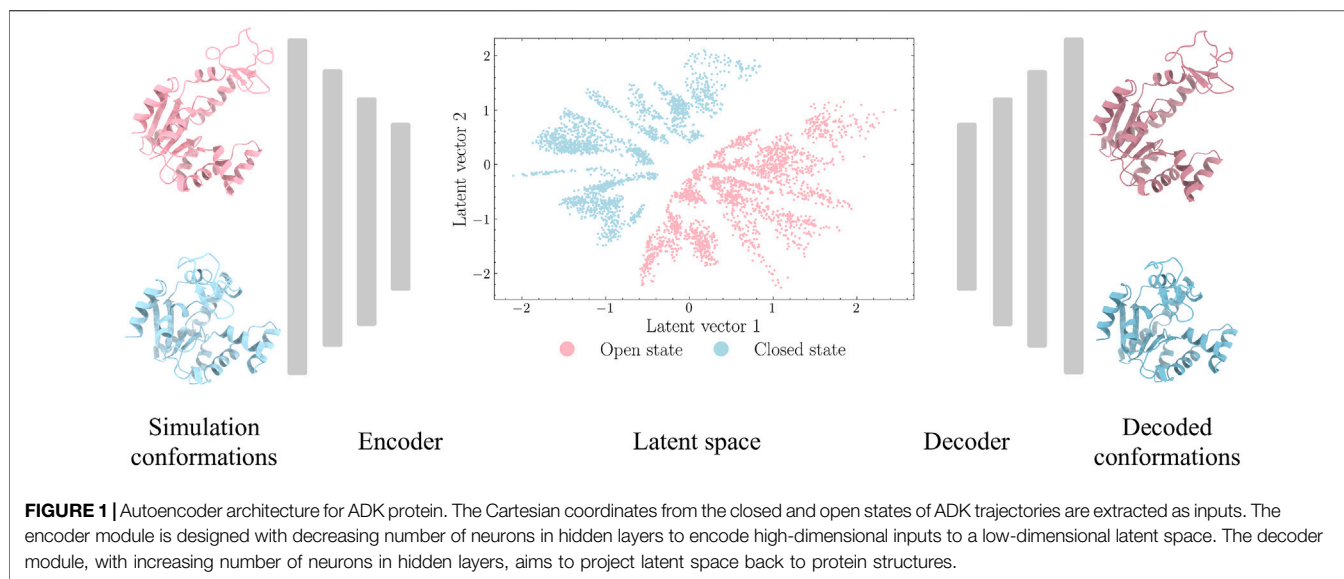 2
1
0
−1
−2
Latent vector 2
−2 −1 0 1 2
Latent vector 1
Open state Closed state
Simulation
conformations
Encoder
Latent space
Decoder
Decoded
conformations
FIGURE 1 | Autoencoder architecture for ADK protein. The Cartesian coordinates from the closed and open states of ADK trajectories are extracted as inputs. The
encoder module is designed with decreasing number of neurons in hidden layers to encode high-dimensional inputs to a low-dimensional latent space. The decoder
module, with increasing number of neurons in hidden layers, aims to project latent space back to protein structures.